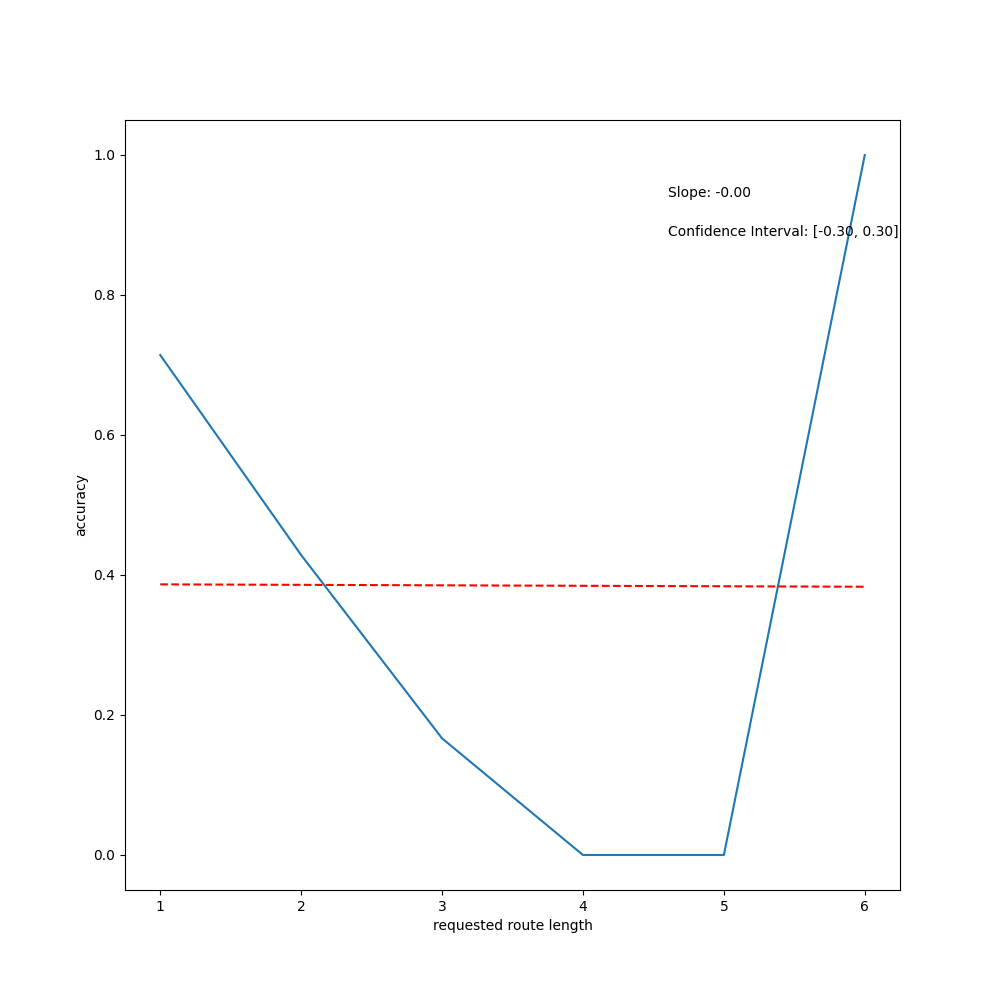 1.0
Slope: -0.00
Confidence Interval: [-0.30, 0.30]
0.8
0.6
accuracy
0.4
0.2
0.0
1 2 3 4 5 6
requested route length